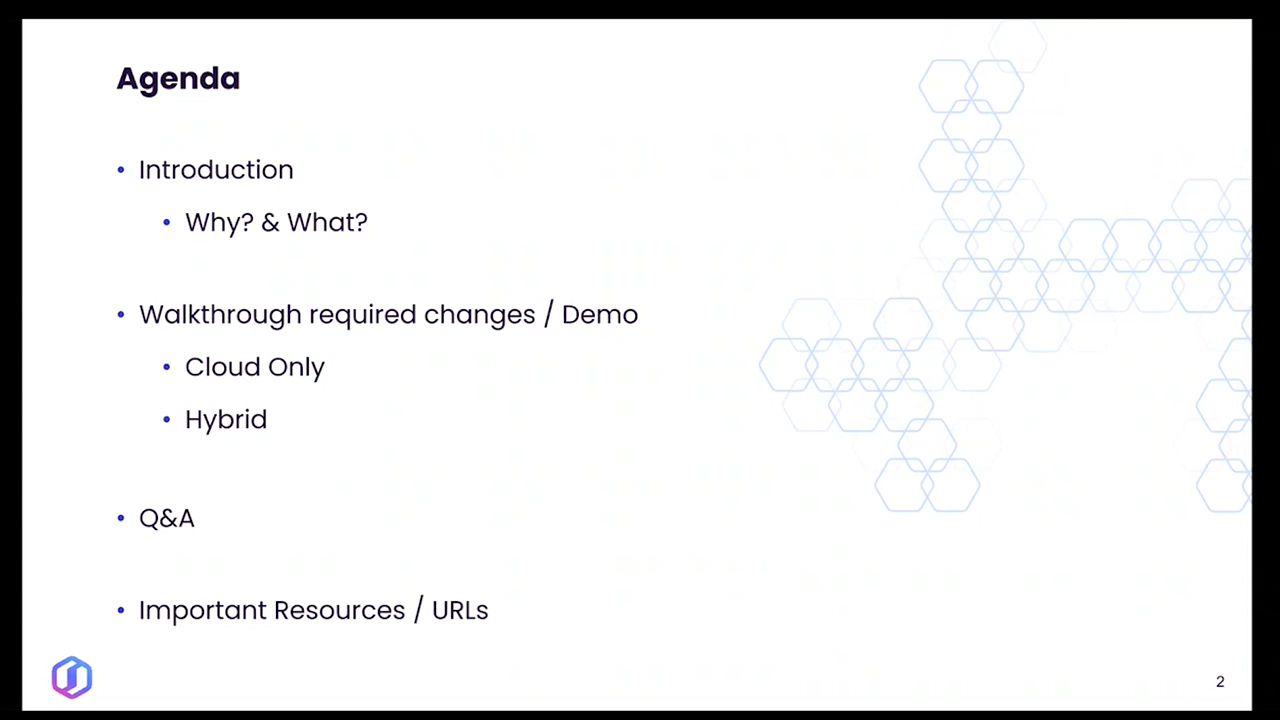 Agenda
• Introduction
• Why? & What?
• Walkthrough required changes / Demo
• Cloud Only
• Hybrid
• Q&A
• Important Resources / URLs
2